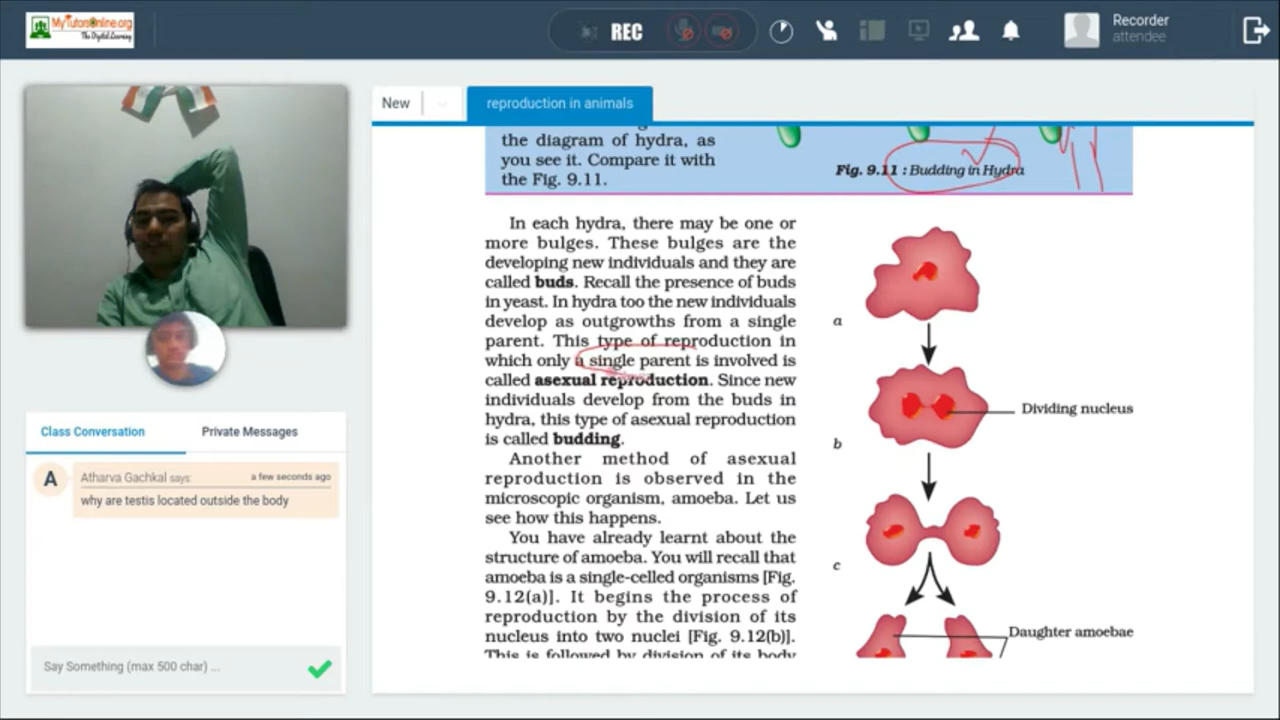 MyTutorsOnline.org
The Digital Learning
REC
Recorder
attendee
New
reproduction in animals
the diagram of hydra, as
you see it. Compare it with
the Fig. 9.11.
Fig. 9.11 : Budding in Hydra
In each hydra, there may be one or
more bulges. These bulges are the
developing new individuals and they are
called buds. Recall the presence of buds
in yeast. In hydra too the new individuals
develop as outgrowths from a single
parent. This type of reproduction in
which only a single parent is involved is
called asexual reproduction. Since new
individuals develop from the buds in
hydra, this type of asexual reproduction
is called budding.
Another method of asexual
reproduction is observed in the
microscopic organism, amoeba. Let us
see how this happens.
You have already learnt about the
structure of amoeba. You will recall that
amoeba is a single-celled organisms [Fig.
9.12(a)]. It begins the process of
reproduction by the division of its
nucleus into two nuclei [Fig. 9.12(b)].
This is followed by division of its body
a
Dividing nucleus
b
c
Daughter amoebae
Class Conversation
Private Messages
A
Atharva Gachkal says:
a few seconds ago
why are testis located outside the body
Say Something (max 500 char) ...